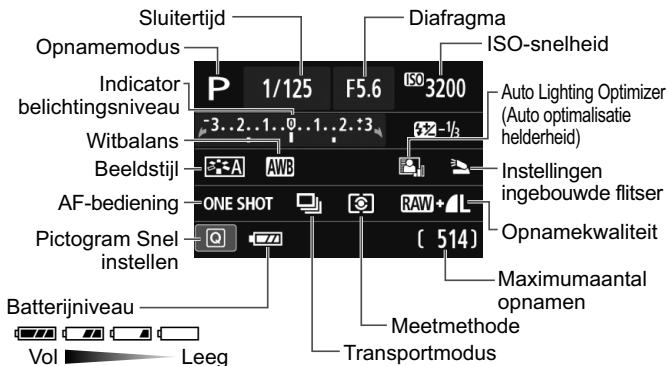 Sluitertijd
Diafragma
Opnamemodus
ISO-snelheid
P 1/125 F5.6 ISO 3200
Indicator
belichtingsniveau
-3..2..1..0..1..2..+3
-1/3
Auto Lighting Optimizer
(Auto optimalisatie
helderheid)
Witbalans
Beeldstijl
A AWB
Instellingen
ingebouwde flitser
AF-bediening
ONE SHOT RAW+L
Opnamekwaliteit
Pictogram Snel
instellen
Q ( 514)
Maximumaantal
opnamen
Batterijniveau
Meetmethode
Vol Leeg
Transportmodus